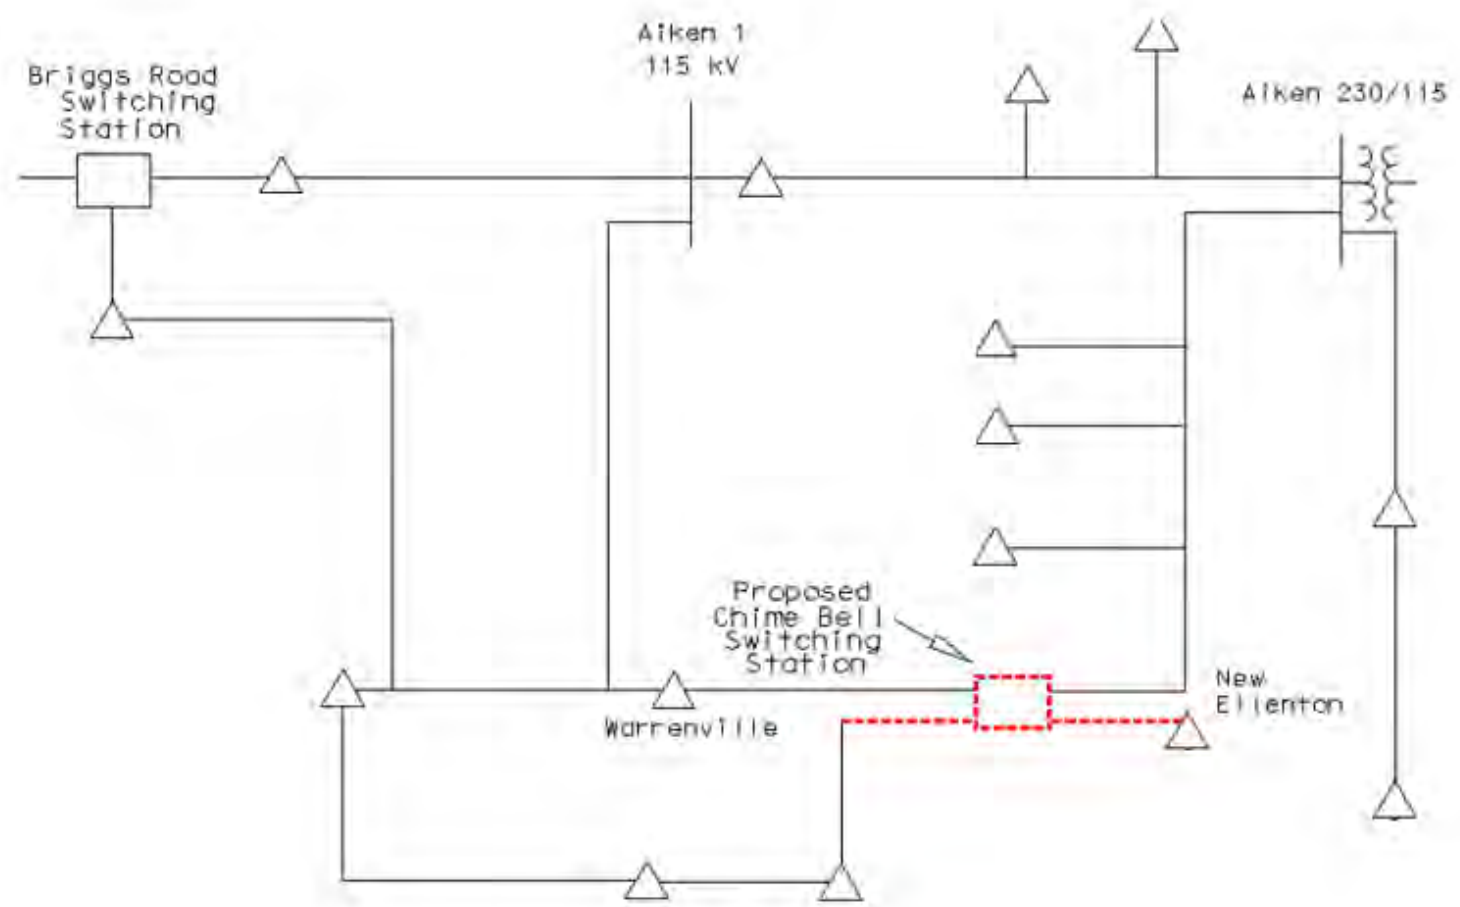 Aiken 1
115 kV
Briggs Road
Switching
Station
Aiken 230/115
Proposed
Chime Bell
Switching
Station
New
Ellenton
Warrenville